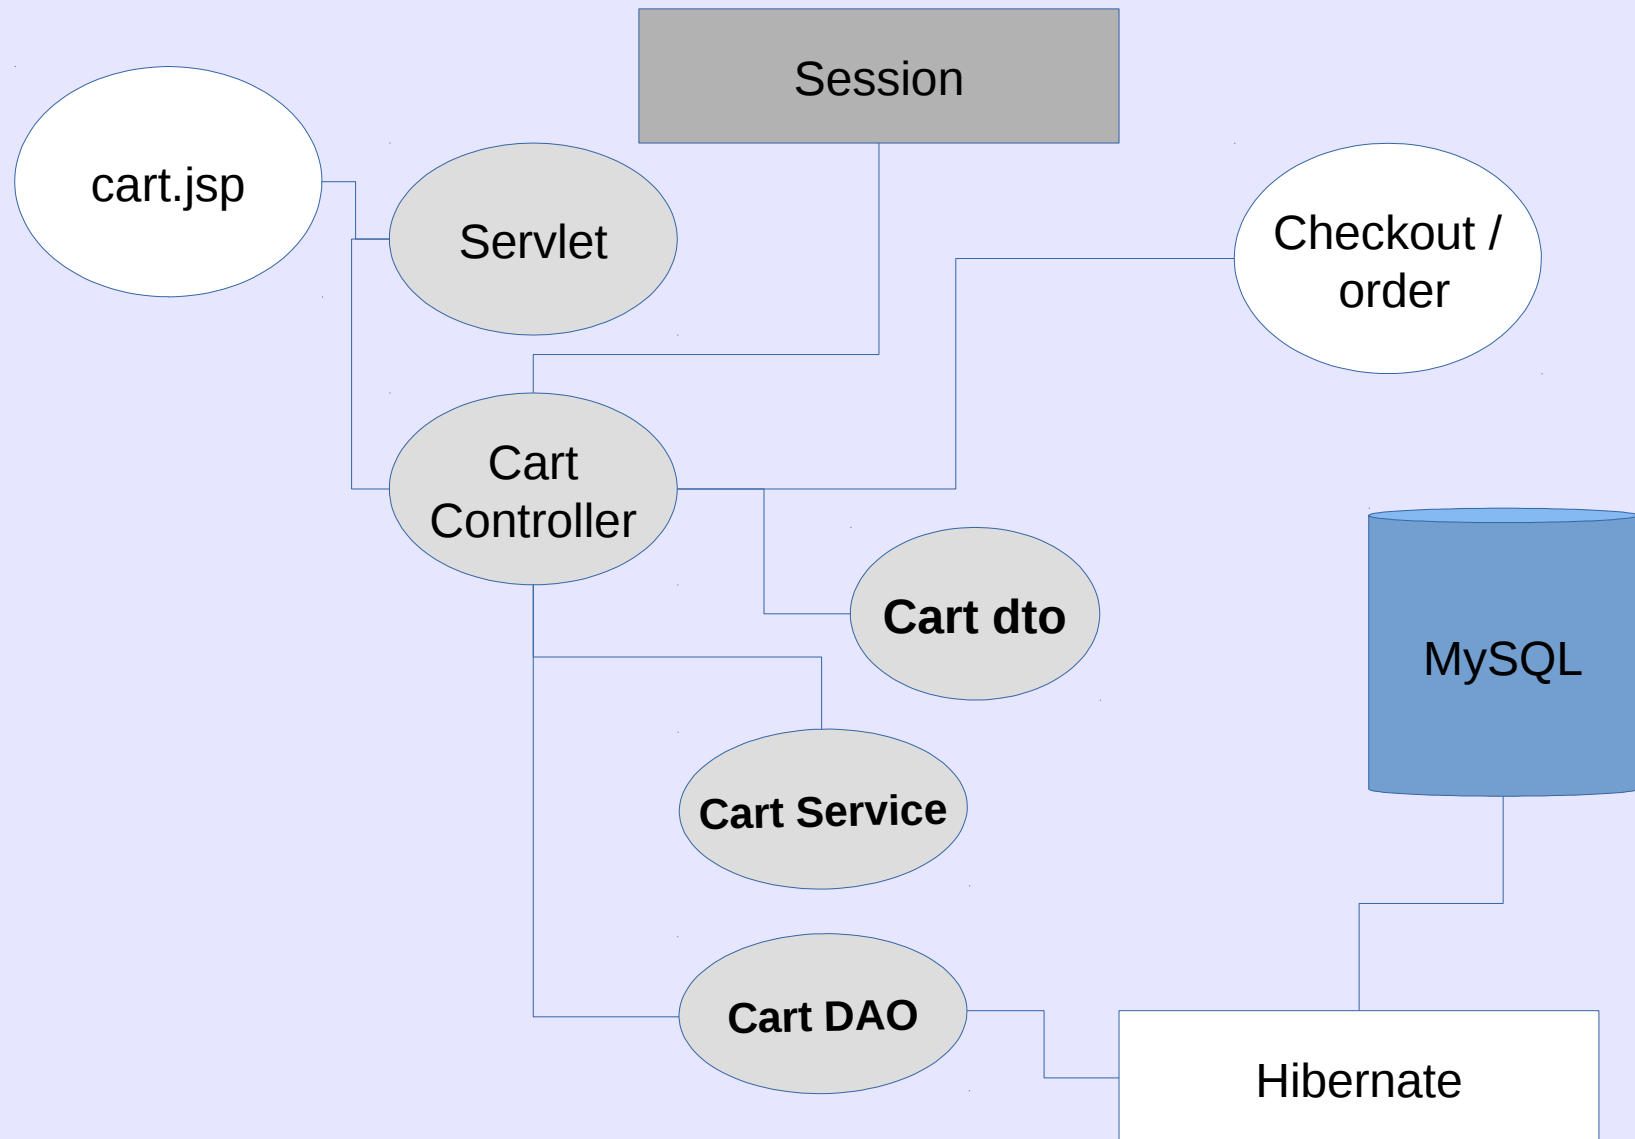 Session
cart.jsp
Servlet
Checkout /
order
Cart
Controller
Cart dto
MySQL
Cart Service
Cart DAO
Hibernate